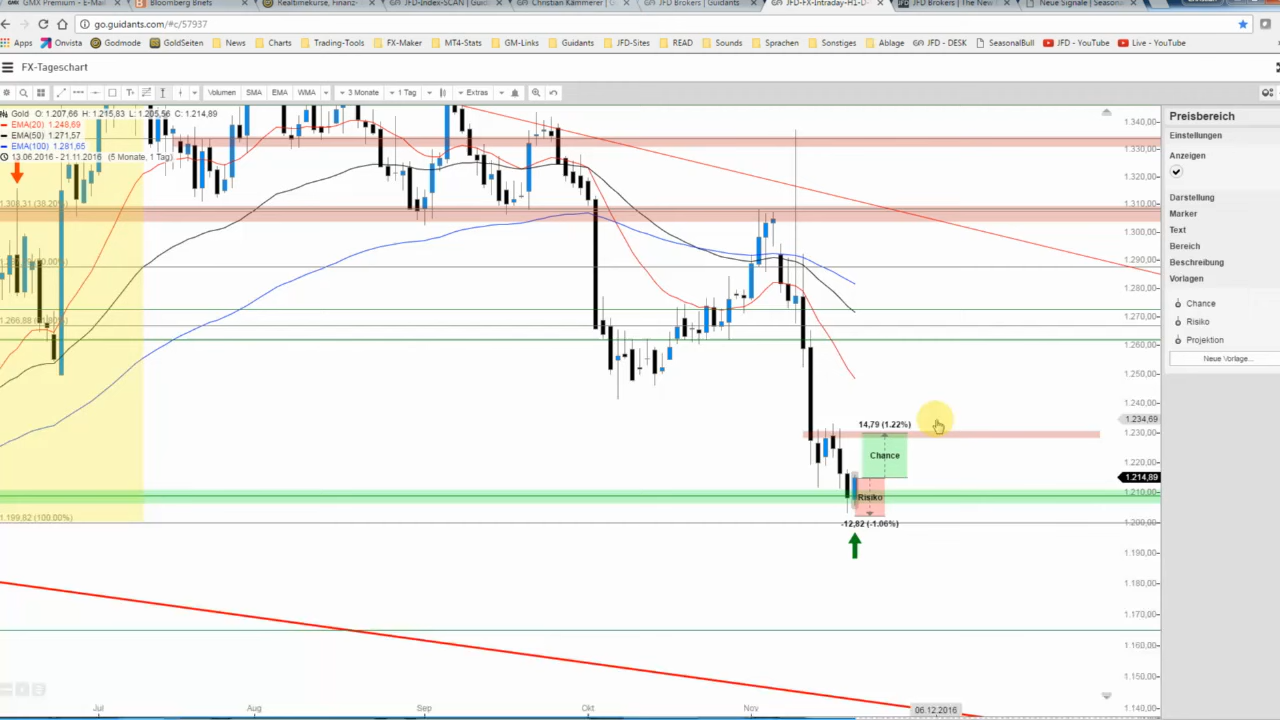 GMX Premium - E-Ma
Bloomberg Briefs
Realtimekurse, Finanz-
JFD-Index-SCAN | Guid
Christian Kämmerer |
JFD Brokers | Guidants
JFD-FX-Intraday-H1-D-
JFD Brokers | The New
Neue Signale | Season
go.guidants.com/#c/57937
Apps
Onvista
Godmode
GoldSeiten
News
Charts
Trading-Tools
FX-Maker
MT4-Stats
GM-Links
Guidants
JFD-Sites
READ
Sounds
Sprachen
Sonstiges
Ablage
JFD - DESK
SeasonalBull
JFD - YouTube
Live - YouTube
FX-Tageschart
Volumen
SMA
EMA
WMA
3 Monate
1 Tag
Extras
Gold O: 1.207,66 H: 1.215,83 L: 1.205,56 C: 1.214,89
EMA(20) 1.248,69
EMA(50) 1.271,57
EMA(100) 1.281,65
13.06.2016 - 21.11.2016 (5 Monate, 1 Tag)
1.199,82 (100.00%)
14,79 (1.22%)
Chance
Risiko
-12,82 (-1.06%)
1.340,00
1.330,00
1.320,00
1.310,00
1.300,00
1.290,00
1.280,00
1.270,00
1.260,00
1.250,00
1.240,00
1.234,69
1.230,00
1.220,00
1.214,89
1.210,00
1.200,00
1.190,00
1.180,00
1.170,00
1.160,00
1.150,00
1.140,00
Jul
Aug
Sep
Okt
Nov
06.12.2016
Preisbereich
Einstellungen
Anzeigen
Darstellung
Marker
Text
Bereich
Beschreibung
Vorlagen
Chance
Risiko
Projektion
Neue Vorlage...